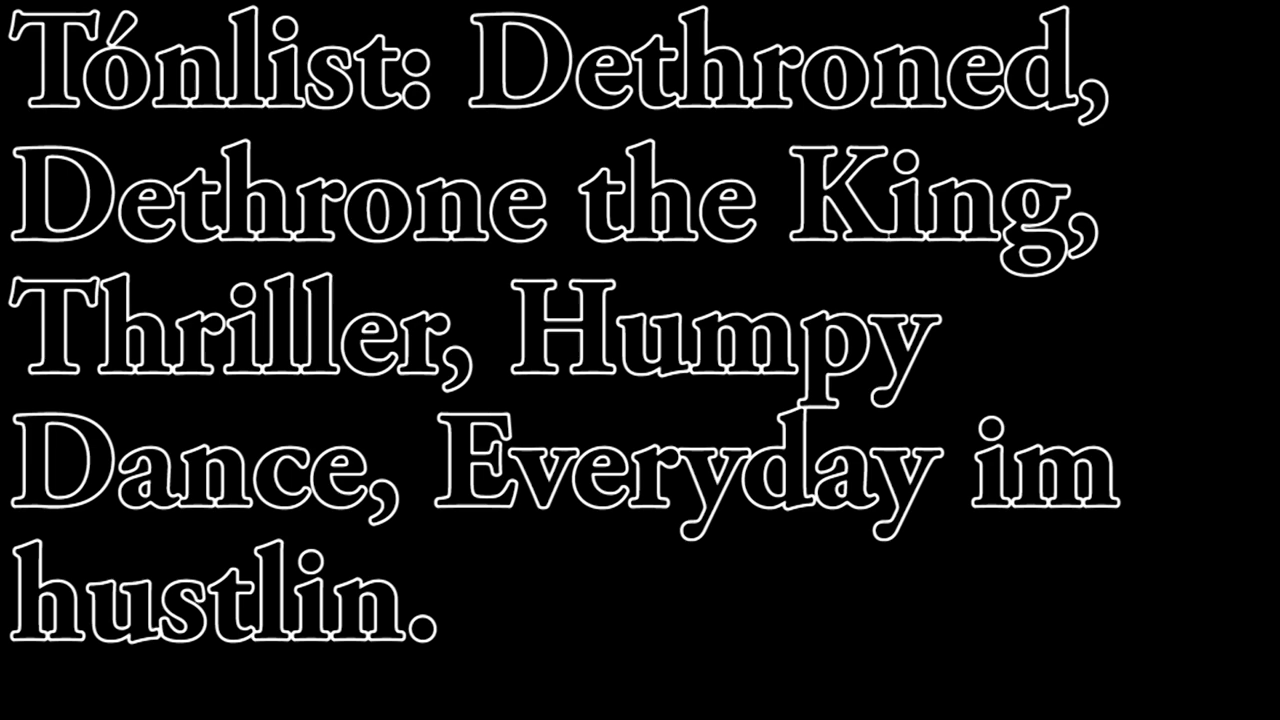 Tónlist: Dethroned,
Dethrone the King,
Thriller, Humpy
Dance, Everyday im
hustlin.